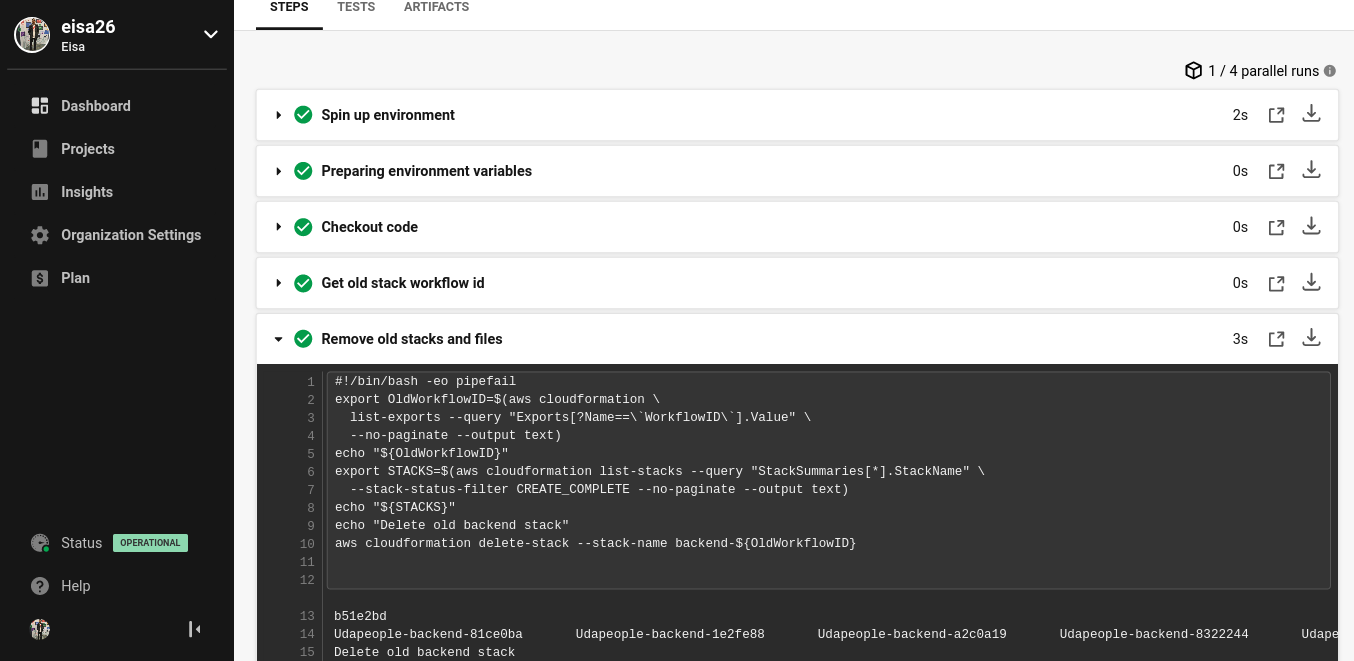 eisa26
Eisa
Dashboard
Projects
Insights
Organization Settings
Plan
Status OPERATIONAL
Help
STEPS TESTS ARTIFACTS
1 / 4 parallel runs
Spin up environment 2s
Preparing environment variables 0s
Checkout code 0s
Get old stack workflow id 0s
Remove old stacks and files 3s
1 #!/bin/bash -eo pipefail
2 export OldWorkflowID=$(aws cloudformation \
3 list-exports --query "Exports[?Name==\`WorkflowID\`].Value" \
4 --no-paginate --output text)
5 echo "${OldWorkflowID}"
6 export STACKS=$(aws cloudformation list-stacks --query "StackSummaries[*].StackName" \
7 --stack-status-filter CREATE_COMPLETE --no-paginate --output text)
8 echo "${STACKS}"
9 echo "Delete old backend stack"
10 aws cloudformation delete-stack --stack-name backend-${OldWorkflowID}
11
12
13 b51e2bd
14 Udapeople-backend-81ce0ba Udapeople-backend-1e2fe88 Udapeople-backend-a2c0a19 Udapeople-backend-8322244 Udape
15 Delete old backend stack